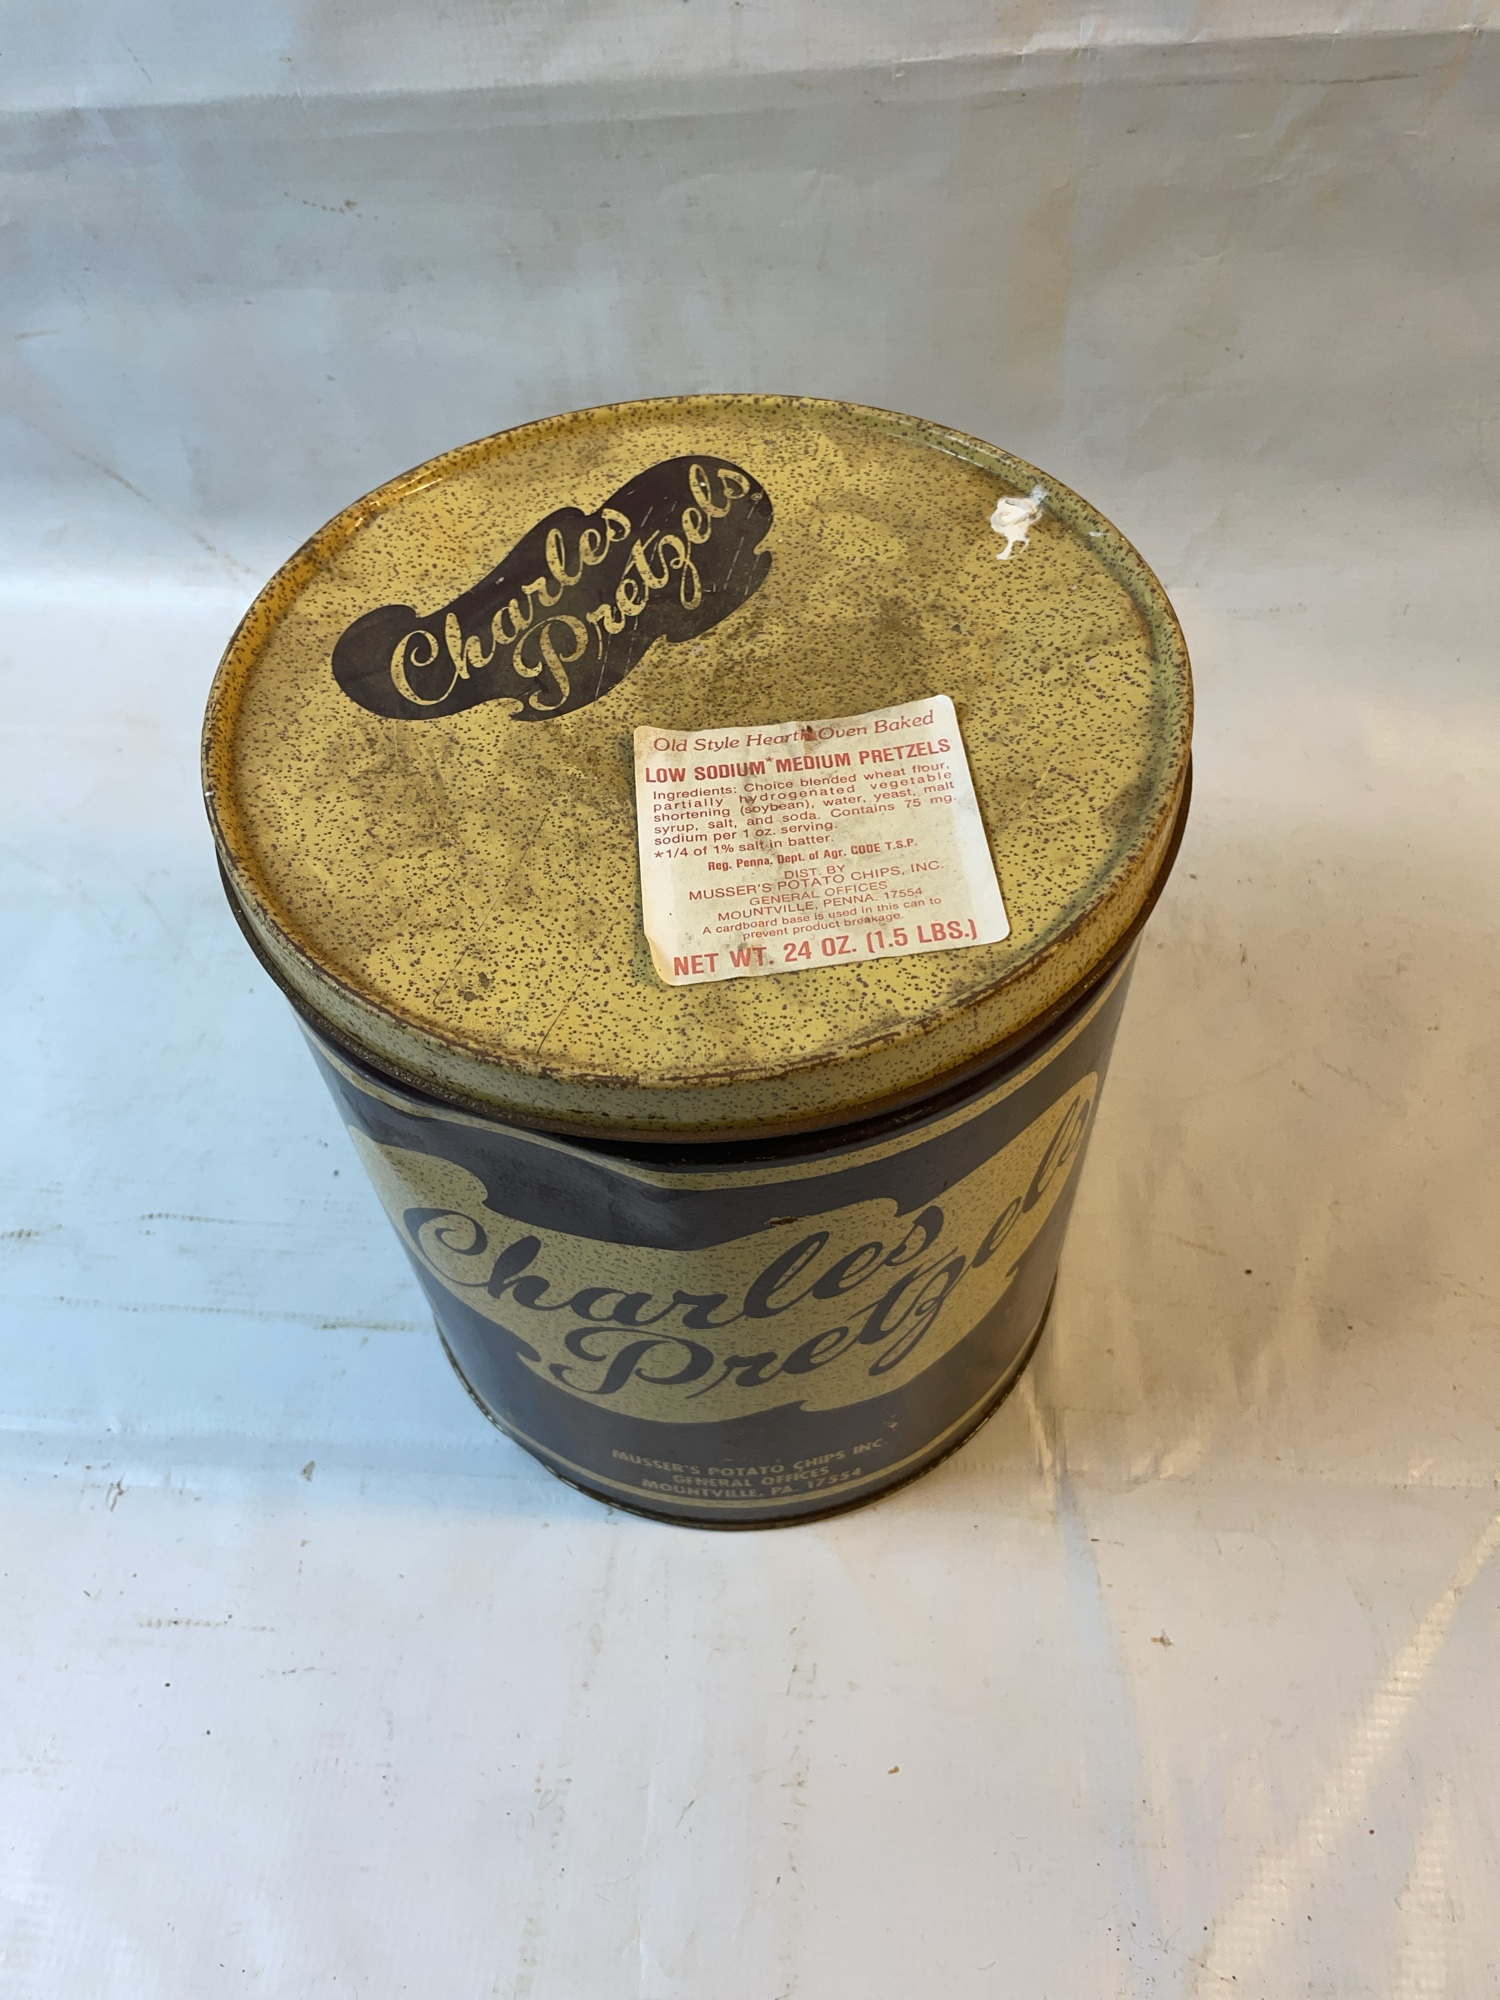 Charles
Pretzels®
Old Style Hearth Oven Baked
LOW SODIUM* MEDIUM PRETZELS
Ingredients: Choice blended wheat flour,
partially hydrogenated vegetable
shortening (soybean), water, yeast, malt
syrup, salt, and soda. Contains 75 mg.
sodium per 1 oz. serving.
*1/4 of 1% salt in batter.
Reg. Penna. Dept. of Agr. CODE T.S.P.
DIST. BY
MUSSER'S POTATO CHIPS, INC.
GENERAL OFFICES
MOUNTVILLE, PENNA. 17554
A cardboard base is used in this can to
prevent product breakage.
NET WT. 24 OZ. (1.5 LBS.)
Charles
Pretzels
MUSSER'S POTATO CHIPS INC.
GENERAL OFFICES
MOUNTVILLE, PA. 17554